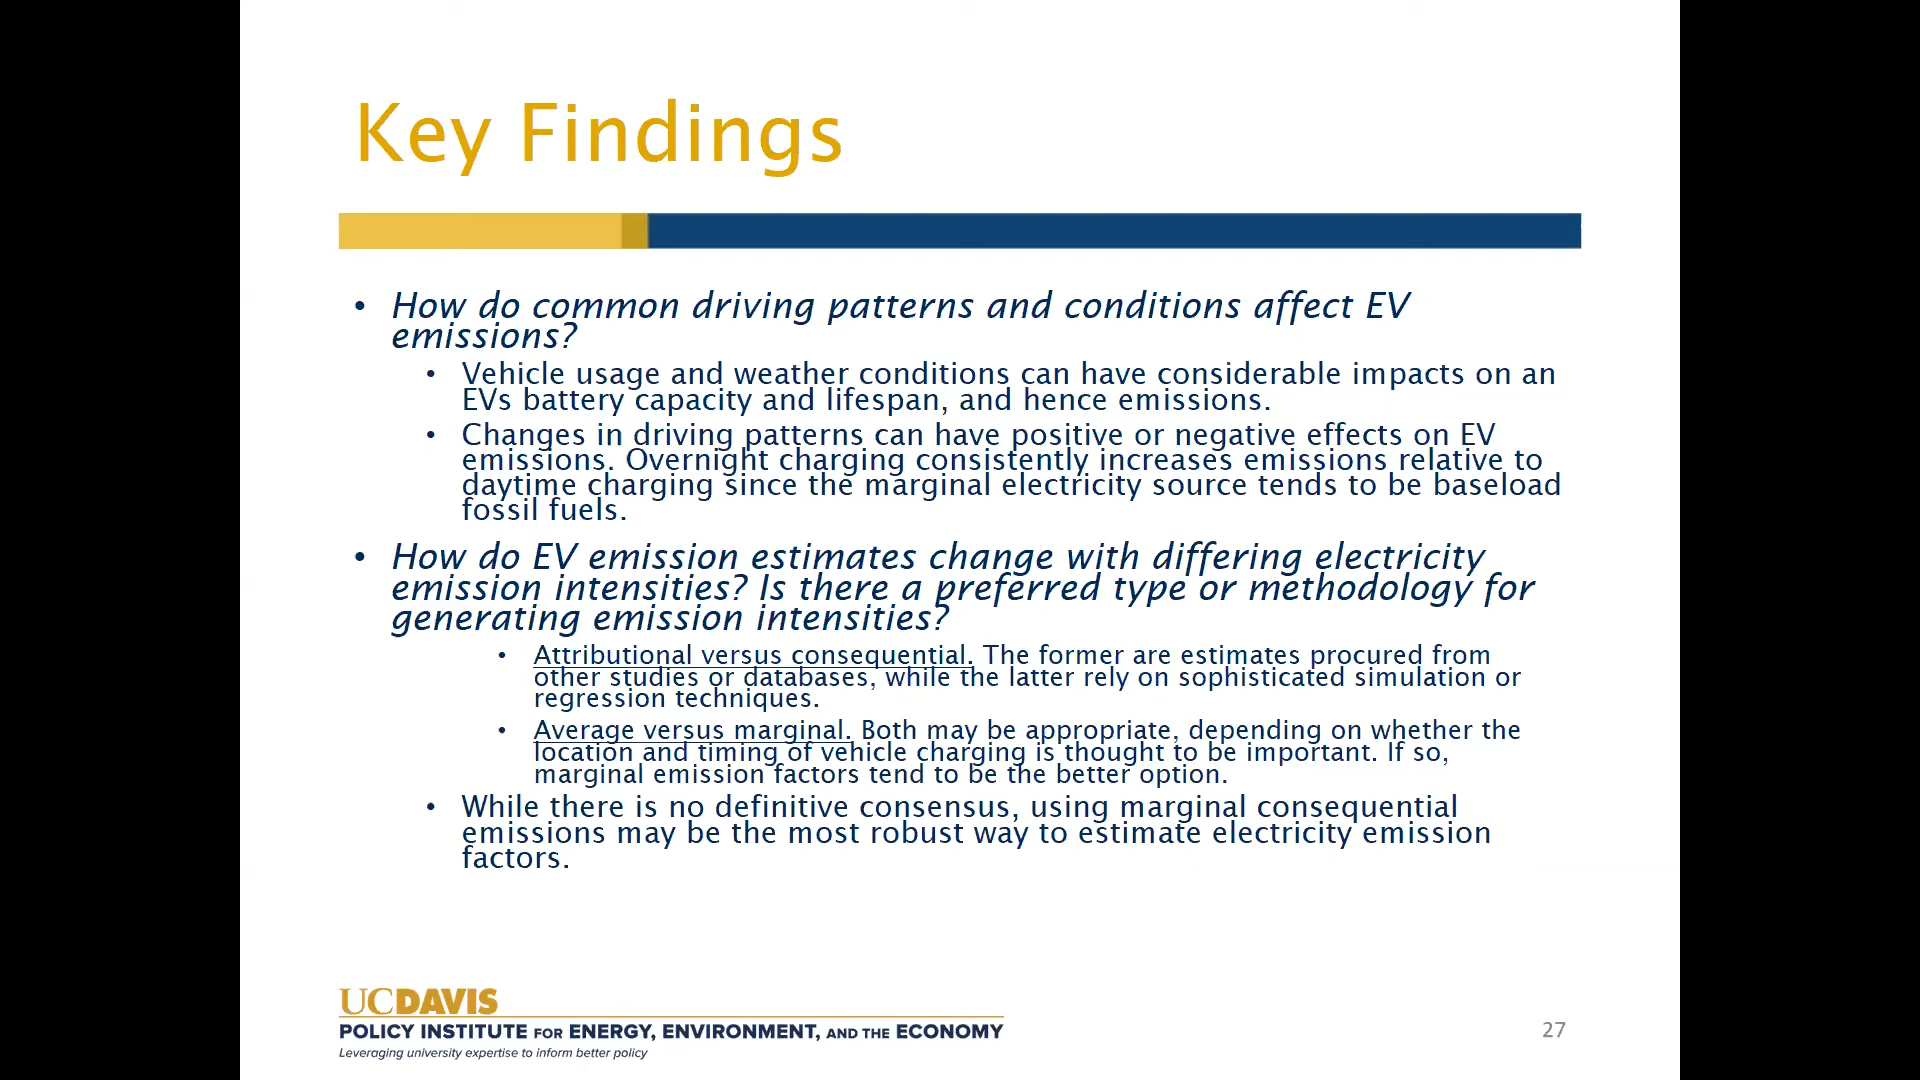 Key Findings
• How do common driving patterns and conditions affect EV
emissions?
• Vehicle usage and weather conditions can have considerable impacts on an
EVs battery capacity and lifespan, and hence emissions.
• Changes in driving patterns can have positive or negative effects on EV
emissions. Overnight charging consistently increases emissions relative to
daytime charging since the marginal electricity source tends to be baseload
fossil fuels.
• How do EV emission estimates change with differing electricity
emission intensities? Is there a preferred type or methodology for
generating emission intensities?
• Attributional versus consequential. The former are estimates procured from
other studies or databases, while the latter rely on sophisticated simulation or
regression techniques.
• Average versus marginal. Both may be appropriate, depending on whether the
location and timing of vehicle charging is thought to be important. If so,
marginal emission factors tend to be the better option.
• While there is no definitive consensus, using marginal consequential
emissions may be the most robust way to estimate electricity emission
factors.
UCDAVIS
POLICY INSTITUTE FOR ENERGY, ENVIRONMENT, AND THE ECONOMY
Leveraging university expertise to inform better policy
27